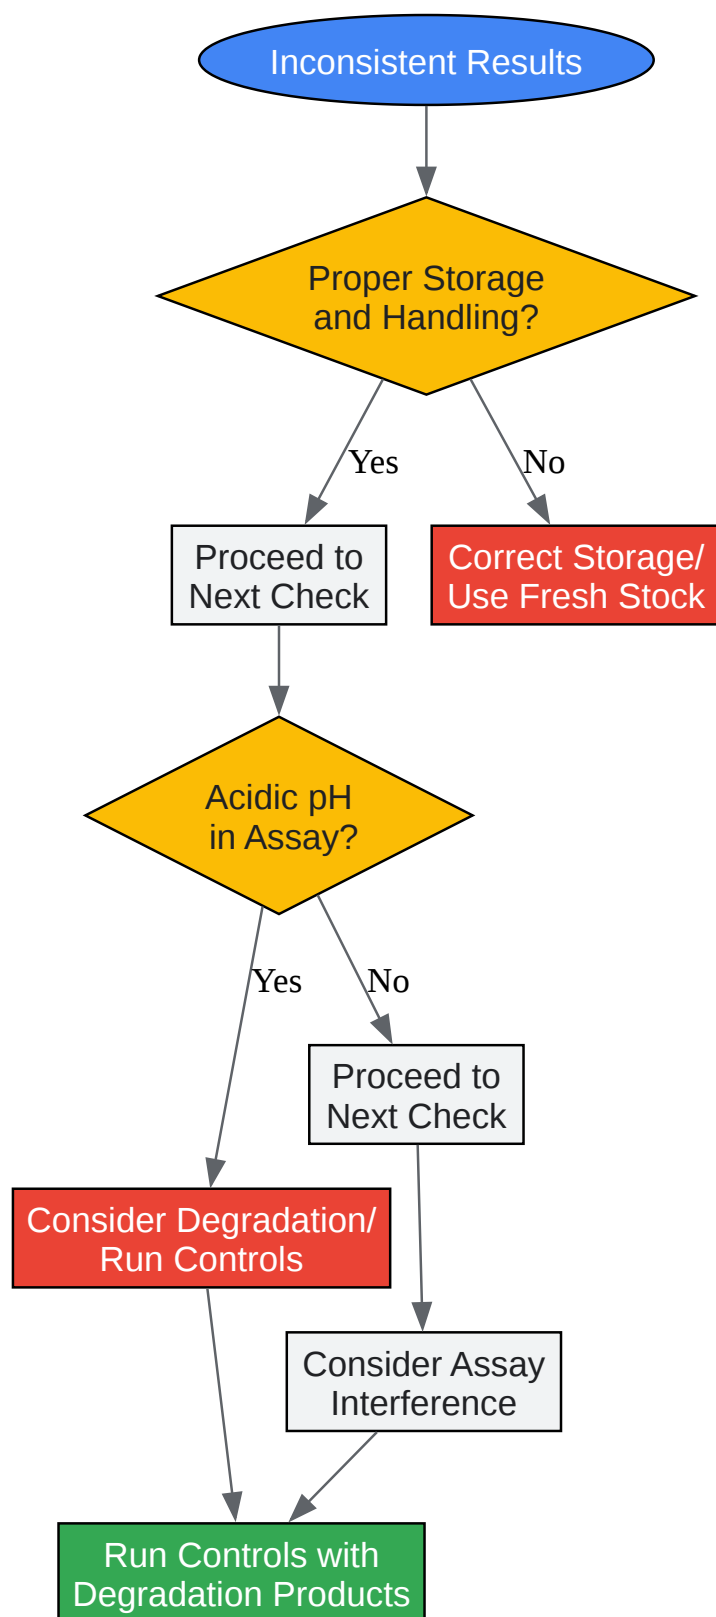 Inconsistent Results
Proper Storage
and Handling?
Yes
No
Proceed to
Next Check
Correct Storage/
Use Fresh Stock
Acidic pH
in Assay?
Yes
No
Proceed to
Next Check
Consider Degradation/
Run Controls
Consider Assay
Interference
Run Controls with
Degradation Products